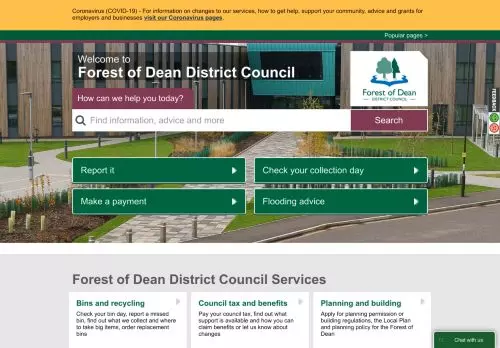 Coronavirus (COVID-19) - For information on changes to our services, how to get help, support your community, advice and grants for
employers and businesses visit our Coronavirus pages.
Popular pages >
Welcome to
Forest of Dean District Council
How can we help you today?
Find information, advice and more
Search
Forest of Dean
DISTRICT COUNCIL
FEEDBACK
Report it
Check your collection day
Make a payment
Flooding advice
Forest of Dean District Council Services
Bins and recycling
Check your bin day, report a missed
bin, find out what we collect and where
to take big items, order replacement
bins
Council tax and benefits
Pay your council tax, find out what
support is available and how you can
claim benefits or let us know about
changes
Planning and building
Apply for planning permission or
building regulations, the Local Plan
and planning policy for the Forest of
Dean
Chat with us